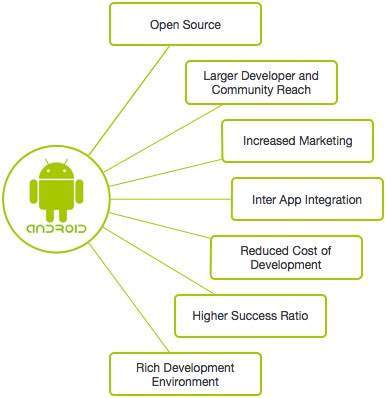 Open Source
Larger Developer and
Community Reach
Increased Marketing
Inter App Integration
ANDROID
Reduced Cost of
Development
Higher Success Ratio
Rich Development
Environment